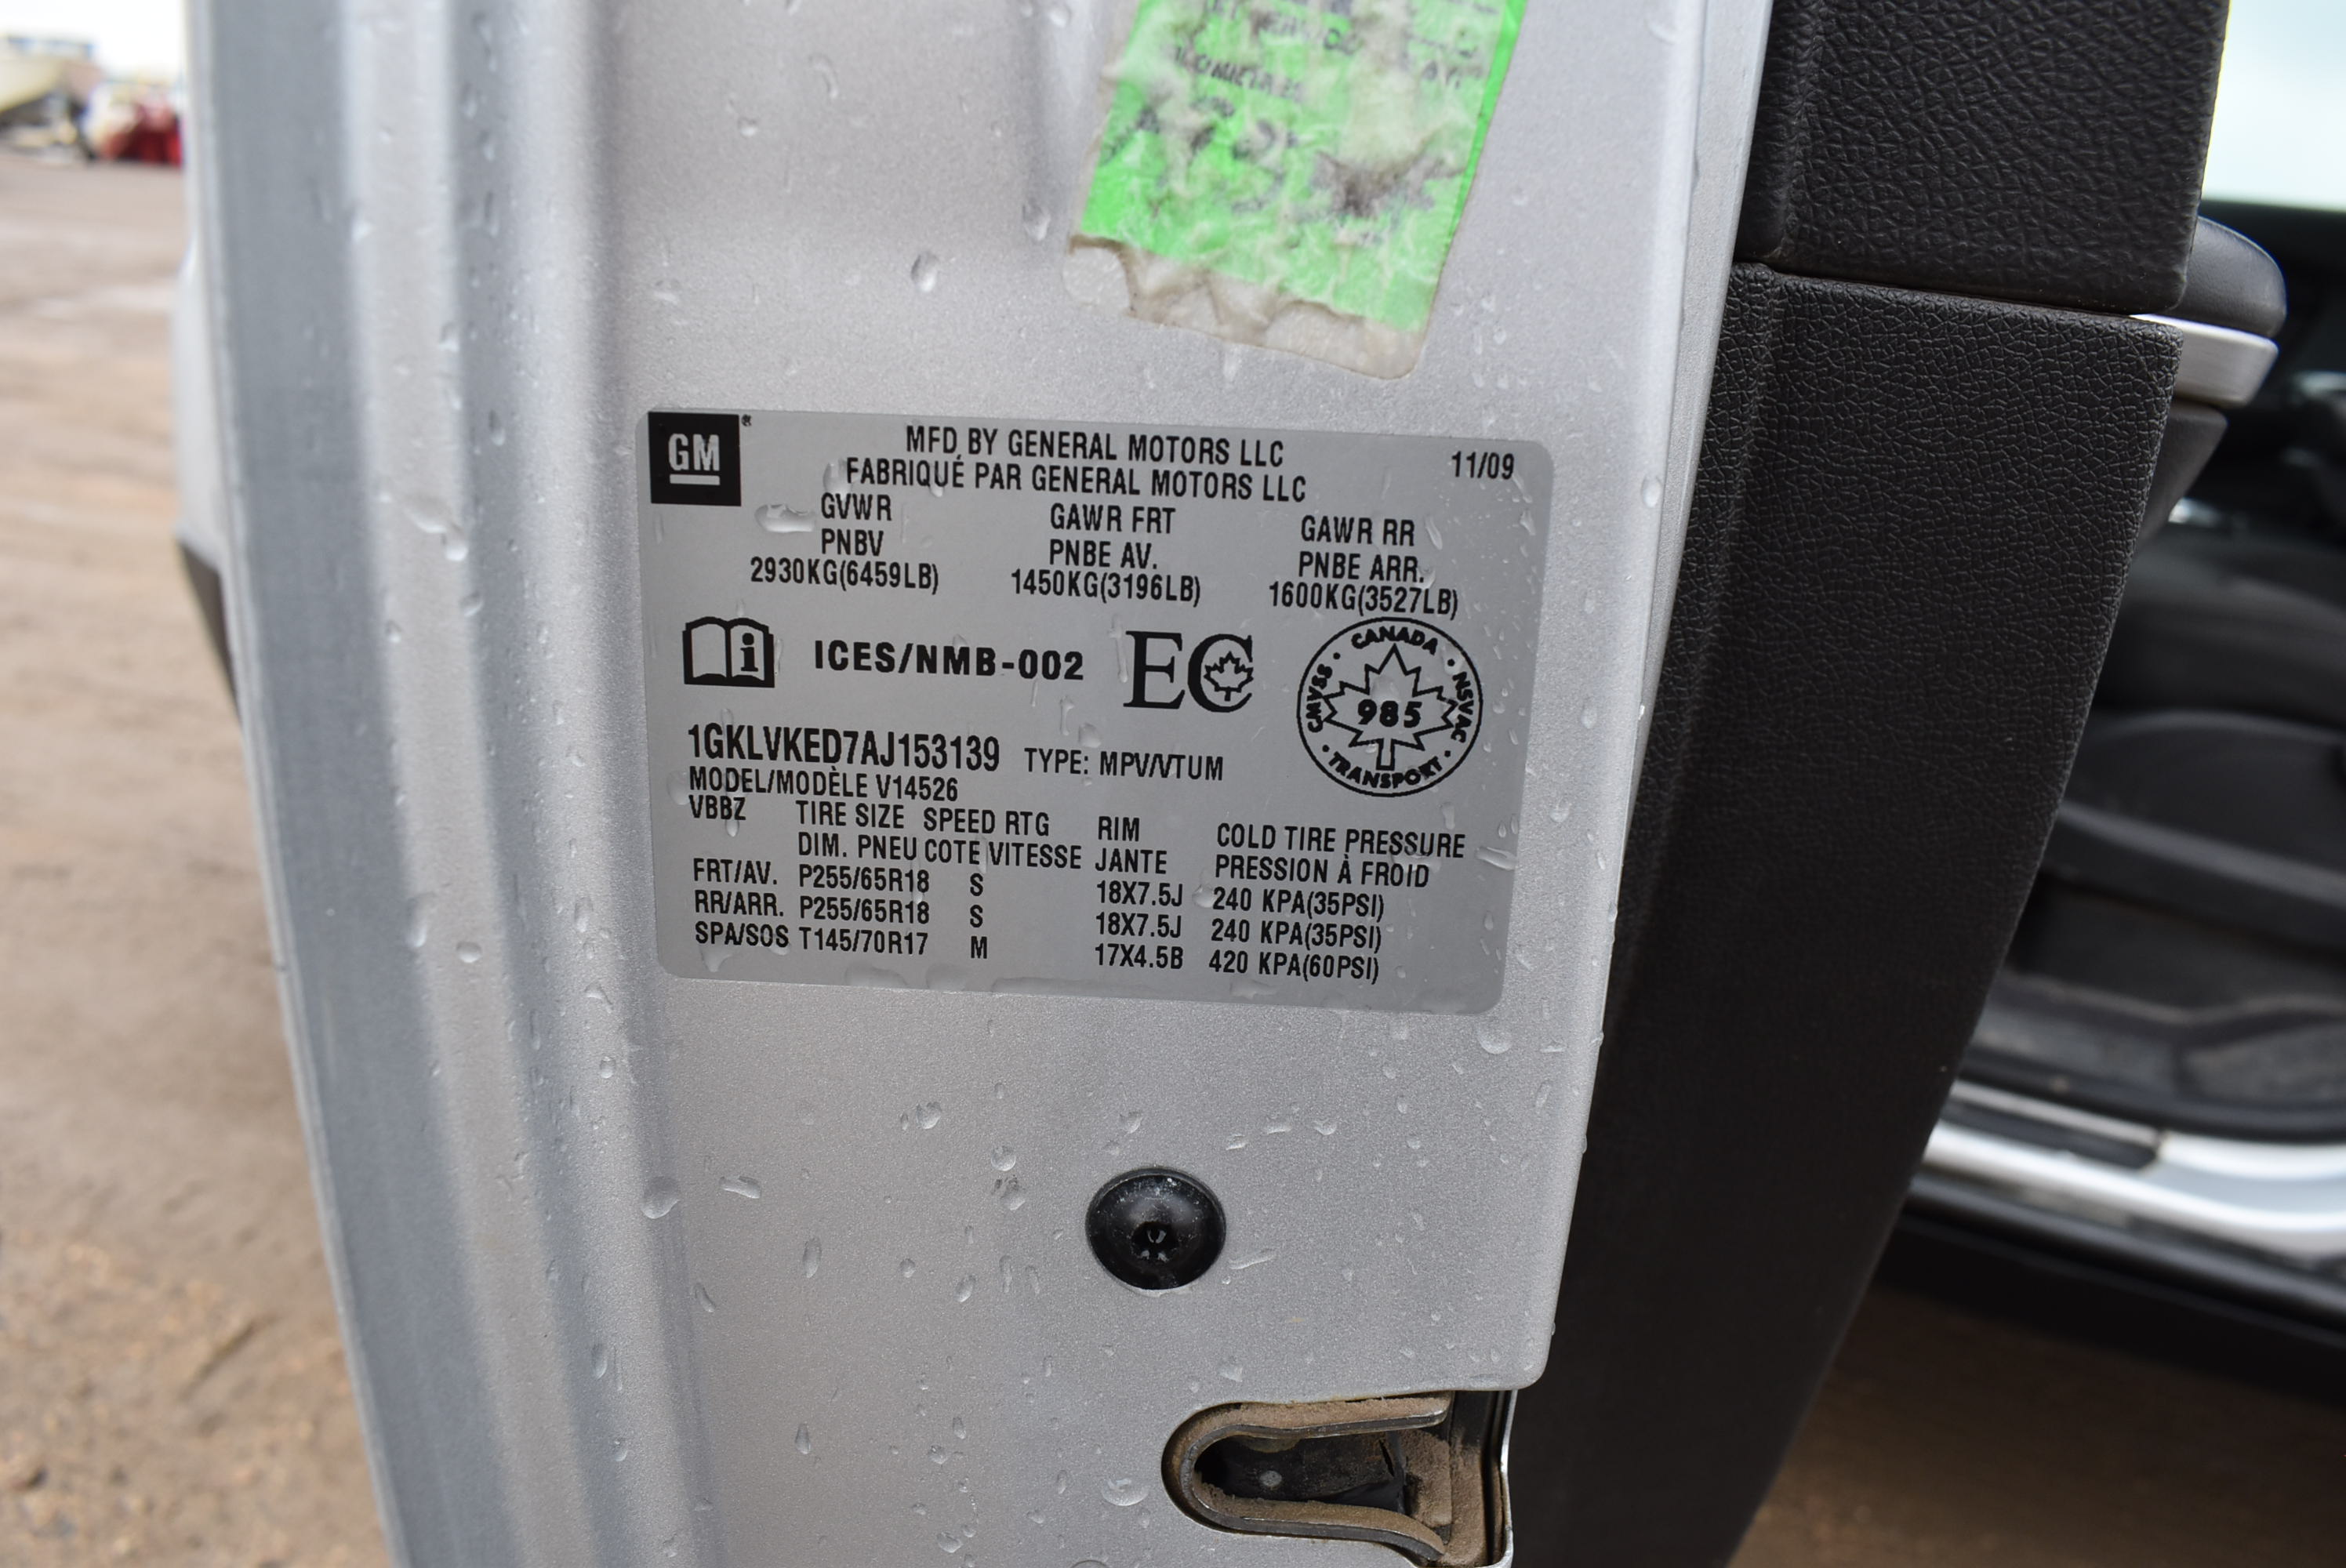 GM®
MFD BY GENERAL MOTORS LLC
FABRIQUÉ PAR GENERAL MOTORS LLC
11/09
GVWR GAWR FRT GAWR RR
PNBV PNBE AV. PNBE ARR.
2930KG(6459LB) 1450KG(3196LB) 1600KG(3527LB)
i ICES/NMB-002 EC
CANADA · NSVAC · TRANSPORT · CMVSS ·
985
1GKLVKED7AJ153139 TYPE: MPV/VTUM
MODEL/MODÈLE V14526
VBBZ TIRE SIZE SPEED RTG RIM COLD TIRE PRESSURE
DIM. PNEU COTE VITESSE JANTE PRESSION À FROID
FRT/AV. P255/65R18 S 18X7.5J 240 KPA(35PSI)
RR/ARR. P255/65R18 S 18X7.5J 240 KPA(35PSI)
SPA/SOS T145/70R17 M 17X4.5B 420 KPA(60PSI)